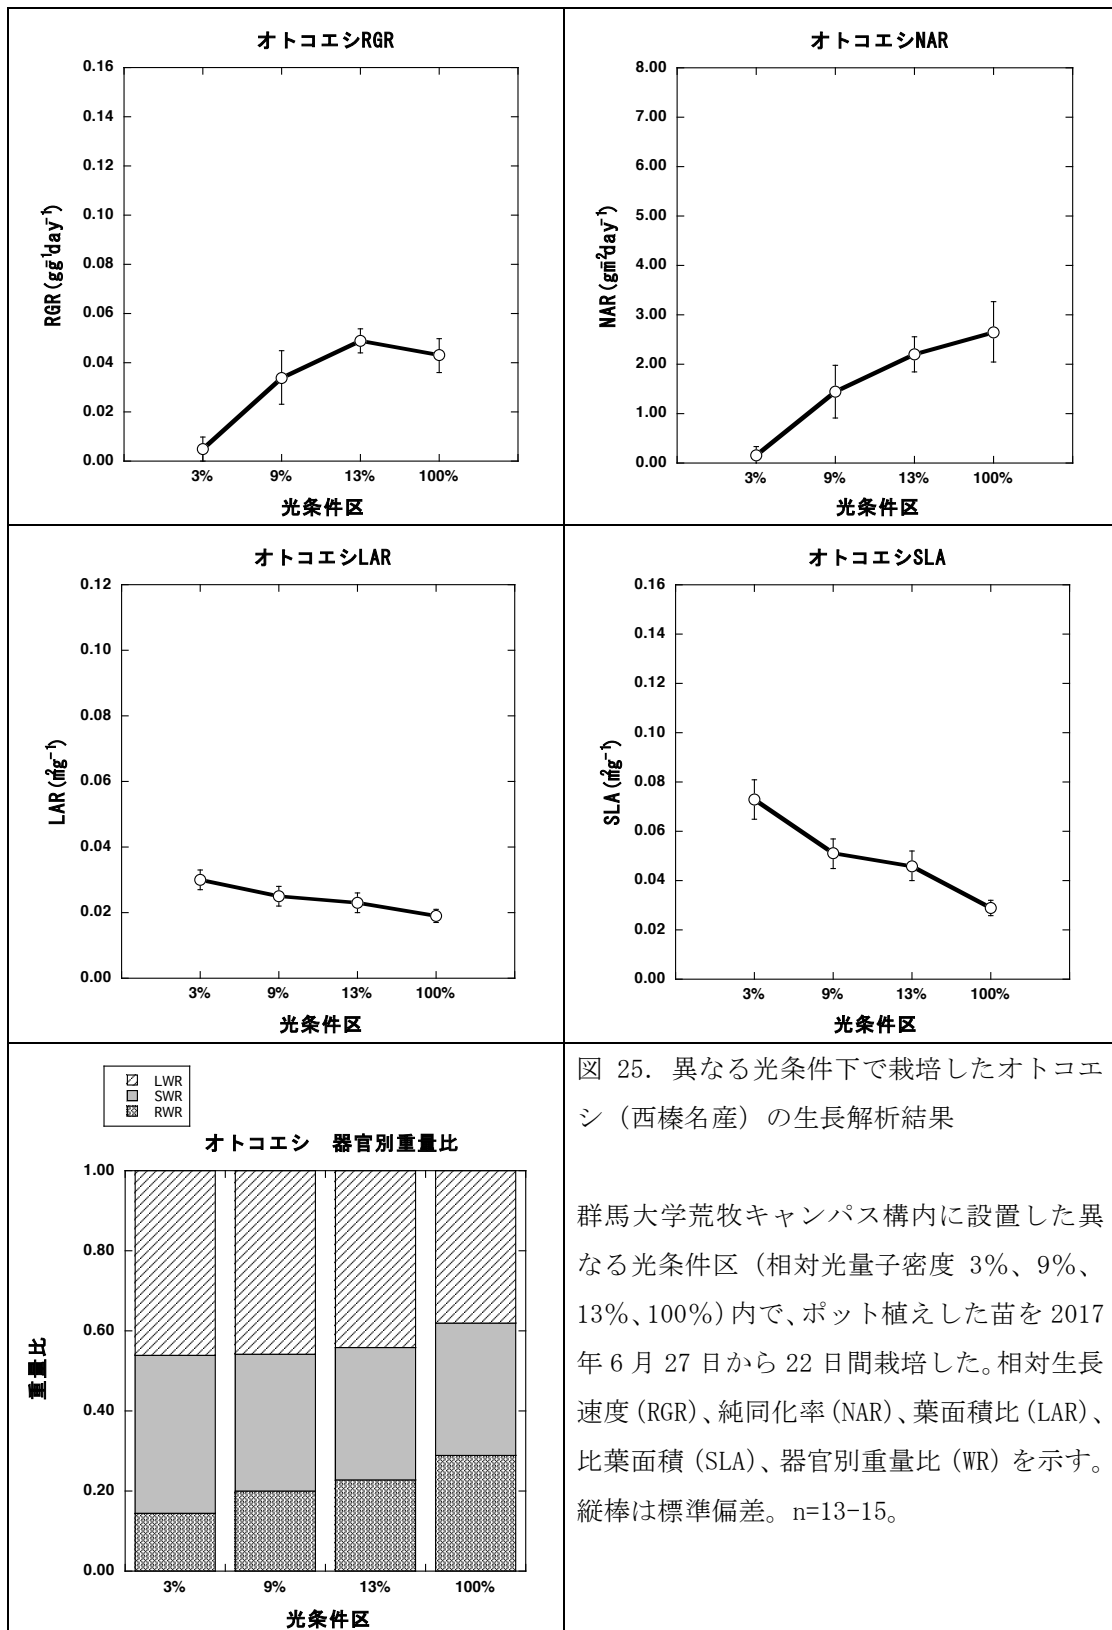 オトコエシRGR
0.16
0.14
0.12
0.10
0.08
0.06
0.04
0.02
0.00
RGR(gg⁻¹day⁻¹)
3% 9% 13% 100%
光条件区
オトコエシNAR
8.00
7.00
6.00
5.00
4.00
3.00
2.00
1.00
0.00
NAR(gm⁻²day⁻¹)
3% 9% 13% 100%
光条件区
オトコエシLAR
0.12
0.10
0.08
0.06
0.04
0.02
0.00
LAR(m²g⁻¹)
3% 9% 13% 100%
光条件区
オトコエシSLA
0.16
0.14
0.12
0.10
0.08
0.06
0.04
0.02
0.00
SLA(m²g⁻¹)
3% 9% 13% 100%
光条件区
LWR
SWR
RWR
オトコエシ 器官別重量比
1.00
0.80
0.60
0.40
0.20
0.00
重量比
3% 9% 13% 100%
光条件区
図 25. 異なる光条件下で栽培したオトコエ
シ（西榛名産）の生長解析結果
群馬大学荒牧キャンパス構内に設置した異
なる光条件区（相対光量子密度 3%、9%、
13%、100%）内で、ポット植えした苗を 2017
年 6 月 27 日から 22 日間栽培した。相対生長
速度（RGR）、純同化率（NAR）、葉面積比（LAR）、
比葉面積（SLA）、器官別重量比（WR）を示す。
縦棒は標準偏差。n=13-15。